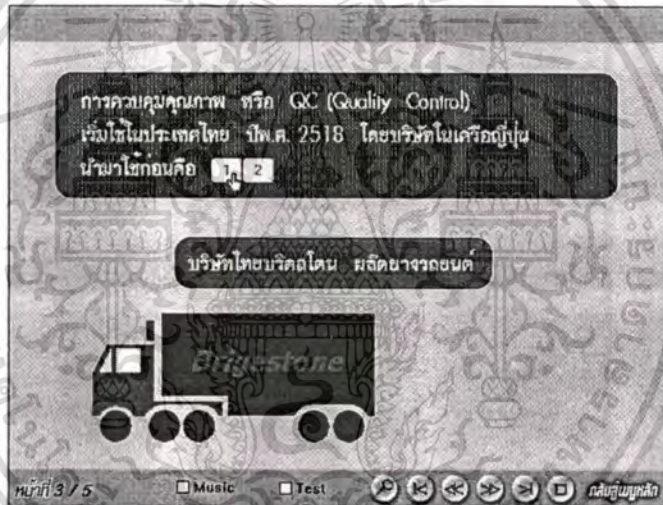 การควบคุมคุณภาพ หรือ QC (Quality Control)
เริ่มใช้ในประเทศไทย ปีพ.ศ. 2518 โดยบริษัทในเครือญี่ปุ่น
นำมาใช้ก่อนคือ 1 2
บริษัทไทยบริดสโตน ผลิตยางรถยนต์
Brigestone
หน้าที่ 3 / 5 Music Test กลับสู่เมนูหลัก